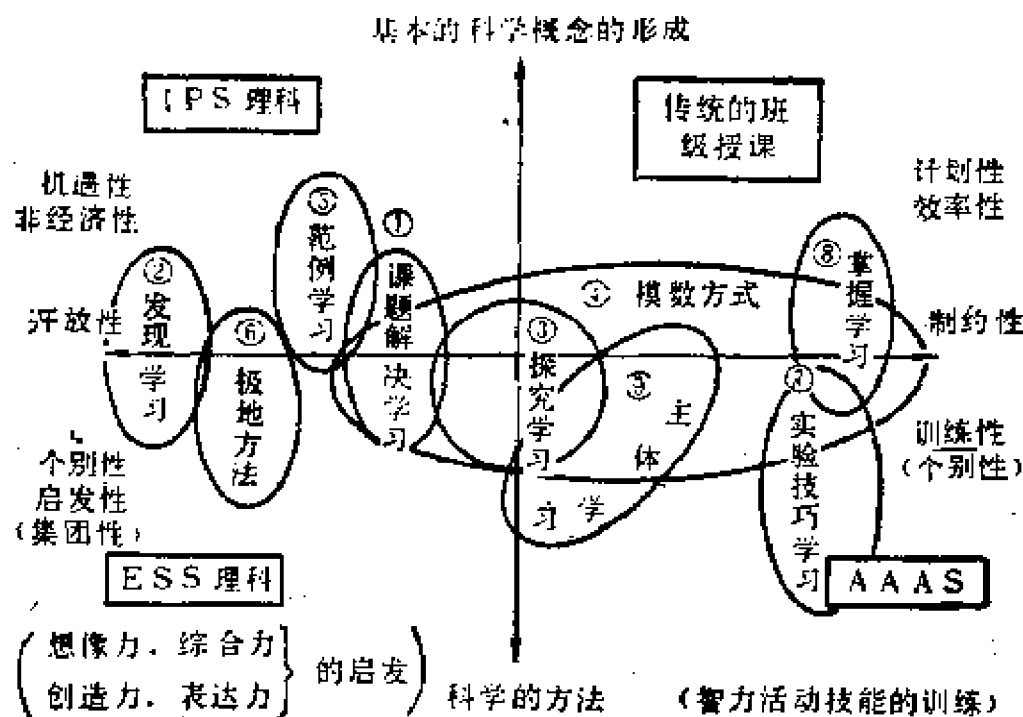 基本的科学概念的形成
IPS理科
传统的班
级授课
机遇性
非经济性
计划性
效率性
⑤范例学习
①
课题解决学习
②发现学习
⑥极地方法
④ 模数方式
⑧掌握学习
开放性
制约性
③探究学习
⑨主体学习
⑦实验技巧学习
个别性
启发性
(集团性)
训练性
(个别性)
ESS理科
AAAS
想像力、综合力
创造力、表达力
的启发
科学的方法
(智力活动技能的训练)